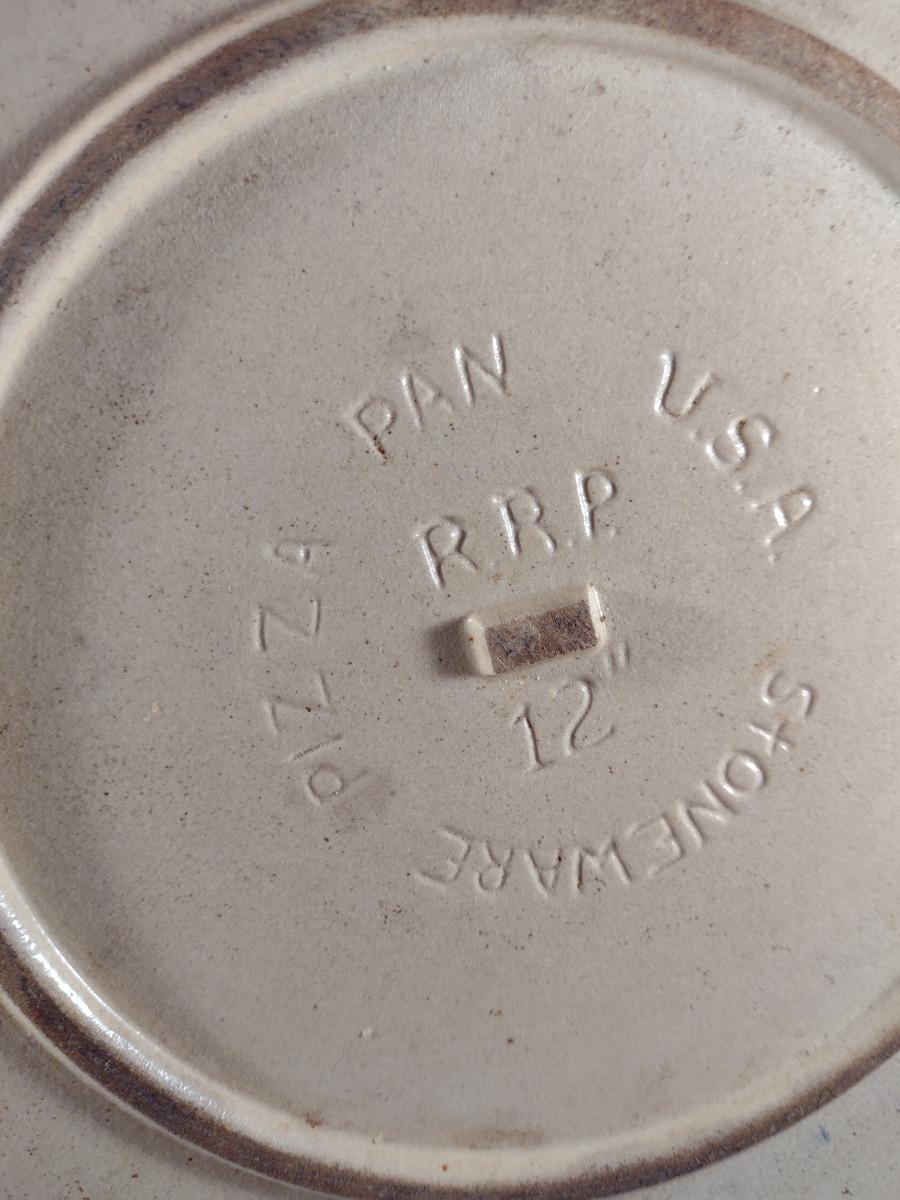 PIZZA PAN U.S.A. STONEWARE
R.R.P.
12"